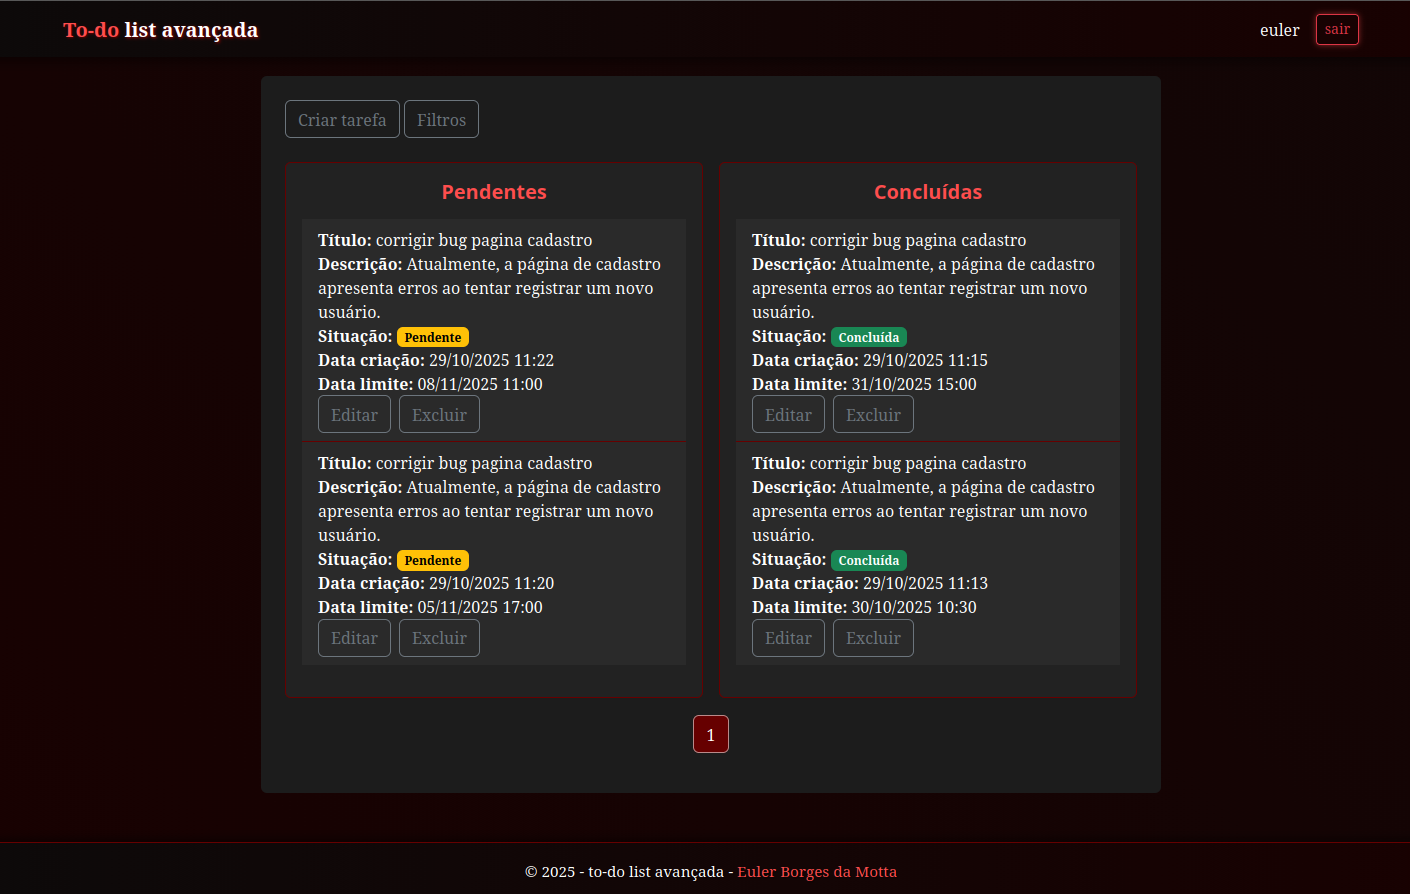 To-do list avançada
euler
sair
Criar tarefa
Filtros
Pendentes
Título: corrigir bug pagina cadastro
Descrição: Atualmente, a página de cadastro
apresenta erros ao tentar registrar um novo
usuário.
Situação: Pendente
Data criação: 29/10/2025 11:22
Data limite: 08/11/2025 11:00
Editar
Excluir
Título: corrigir bug pagina cadastro
Descrição: Atualmente, a página de cadastro
apresenta erros ao tentar registrar um novo
usuário.
Situação: Pendente
Data criação: 29/10/2025 11:20
Data limite: 05/11/2025 17:00
Editar
Excluir
Concluídas
Título: corrigir bug pagina cadastro
Descrição: Atualmente, a página de cadastro
apresenta erros ao tentar registrar um novo
usuário.
Situação: Concluída
Data criação: 29/10/2025 11:15
Data limite: 31/10/2025 15:00
Editar
Excluir
Título: corrigir bug pagina cadastro
Descrição: Atualmente, a página de cadastro
apresenta erros ao tentar registrar um novo
usuário.
Situação: Concluída
Data criação: 29/10/2025 11:13
Data limite: 30/10/2025 10:30
Editar
Excluir
1
© 2025 - to-do list avançada - Euler Borges da Motta